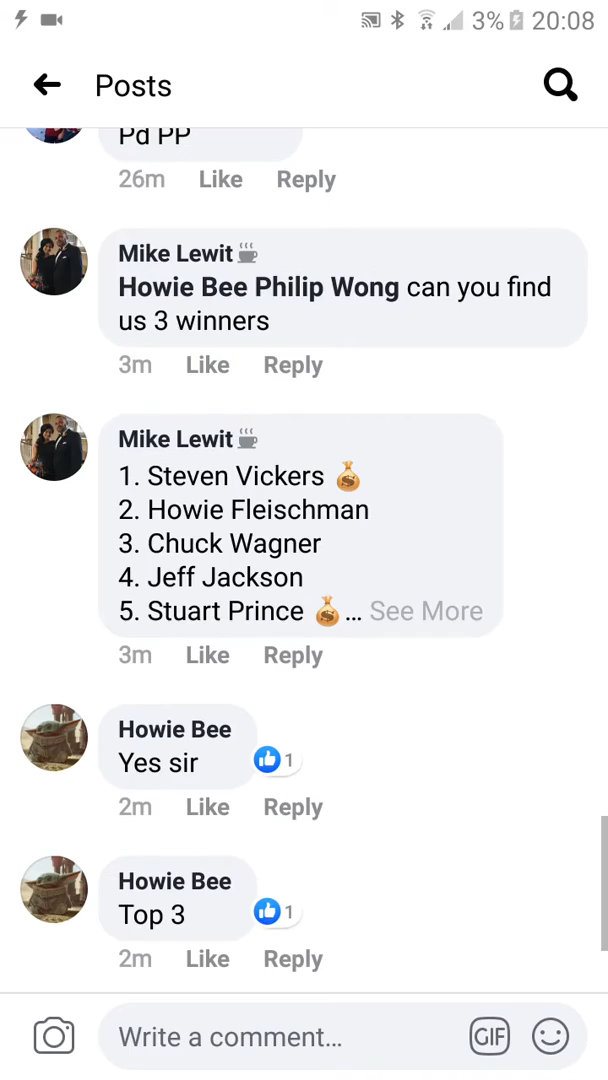 3% 20:08
Posts
Pd PP
26m Like Reply
Mike Lewit
Howie Bee Philip Wong can you find
us 3 winners
3m Like Reply
Mike Lewit
1. Steven Vickers 💰
2. Howie Fleischman
3. Chuck Wagner
4. Jeff Jackson
5. Stuart Prince 💰... See More
3m Like Reply
Howie Bee
Yes sir
1
2m Like Reply
Howie Bee
Top 3
1
2m Like Reply
Write a comment... GIF